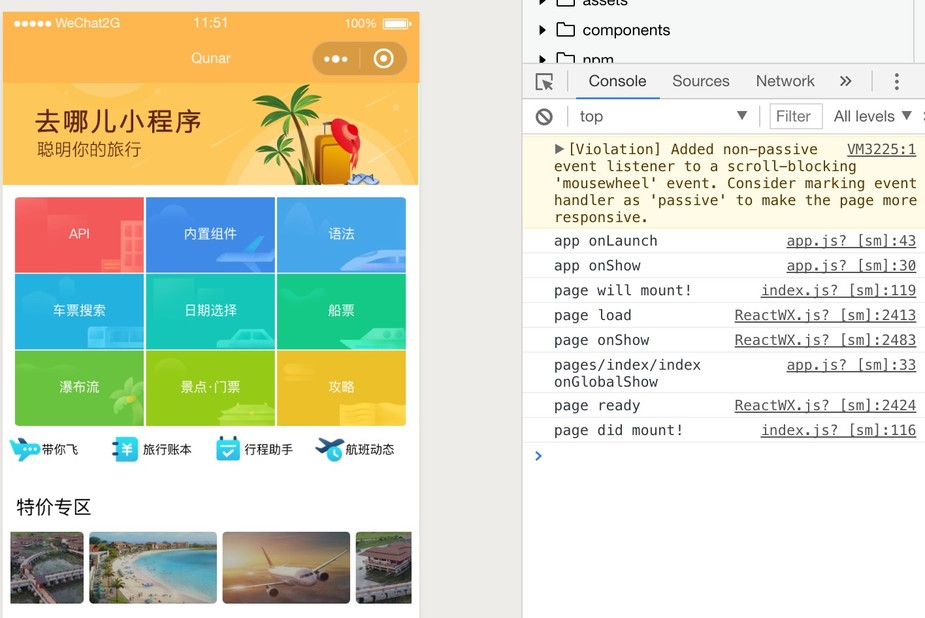 ●●●●● WeChat2G 11:51 100%
Qunar
去哪儿小程序
聪明你的旅行
API 内置组件 语法
车票搜索 日期选择 船票
瀑布流 景点·门票 攻略
带你飞 旅行账本 行程助手 航班动态
特价专区
assets
components
npm
Console Sources Network »
top Filter All levels
[Violation] Added non-passive VM3225:1
event listener to a scroll-blocking
'mousewheel' event. Consider marking event
handler as 'passive' to make the page more
responsive.
app onLaunch app.js? [sm]:43
app onShow app.js? [sm]:30
page will mount! index.js? [sm]:119
page load ReactWX.js? [sm]:2413
page onShow ReactWX.js? [sm]:2483
pages/index/index app.js? [sm]:33
onGlobalShow
page ready ReactWX.js? [sm]:2424
page did mount! index.js? [sm]:116